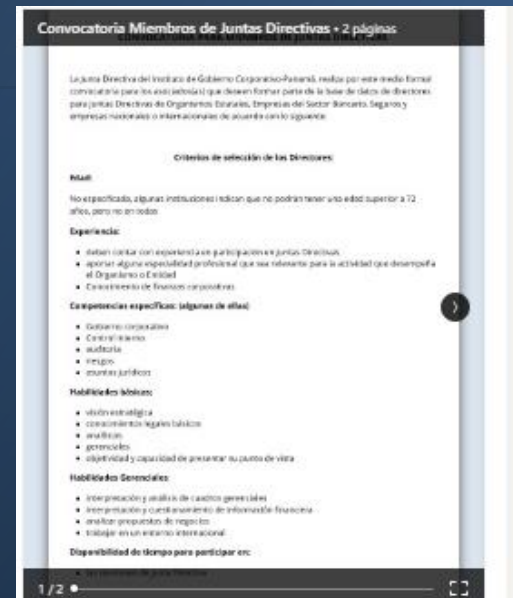 Convocatoria Miembros de Juntas Directivas • 2 páginas
CONVOCATORIA PARA MIEMBROS DE JUNTAS DIRECTIVAS
La Junta Directiva del Instituto de Gobierno Corporativo-Panamá, realiza por este medio formal
convocatoria para los asociados(as) que deseen formar parte de la base de datos de directores
para Juntas Directivas de Organismos Estatales, Empresas del Sector Bancario, Seguros y
empresas nacionales o internacionales de acuerdo con lo siguiente:
Criterios de selección de los Directores:
Edad:
No especificada, algunas instituciones indican que no podrán tener una edad superior a 72
años, pero no en todas
Experiencia:
• deben contar con experiencia en participación en Juntas Directivas
• aportar alguna especialidad profesional que sea relevante para la actividad que desempeña
el Organismo o Entidad
• Conocimiento de finanzas corporativas
Competencias específicas: (algunas de ellas)
• Gobierno corporativo
• Control interno
• auditoría
• riesgos
• asuntos jurídicos
Habilidades básicas:
• visión estratégica
• conocimientos legales básicos
• analíticas
• gerenciales
• objetividad y capacidad de presentar su punto de vista
Habilidades Gerenciales:
• interpretación y análisis de cuadros gerenciales
• interpretación y cuestionamiento de información financiera
• analizar propuestas de negocios
• trabajar en un entorno internacional
Disponibilidad de tiempo para participar en:
1/2